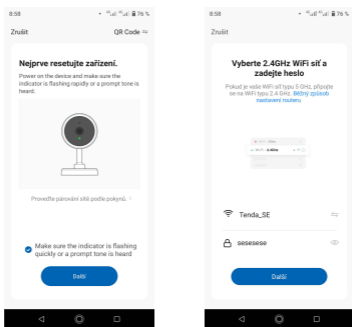 8:58
76 %
Zrušit
QR Code
Nejprve resetujte zařízení.
Power on the device and make sure the
indicator is flashing rapidly or a prompt tone is
heard.
Proveďte párování sítě podle pokynů.
Make sure the indicator is flashing
quickly or a prompt tone is heard
Další
8:58
76 %
Zrušit
Vyberte 2.4GHz WiFi síť a
zadejte heslo
Pokud je vaše WiFi síť typu 5 GHz, připojte
se na WiFi typu 2.4 GHz. Běžný způsob
nastavení routeru
Tenda_SE
sesesese
Další